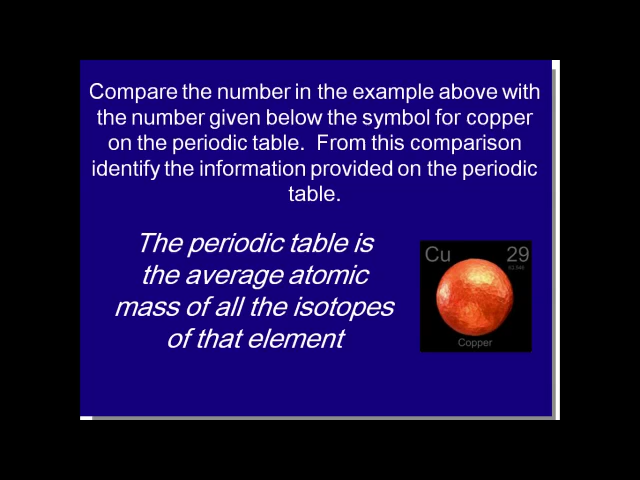 Compare the number in the example above with
the number given below the symbol for copper
on the periodic table.  From this comparison
identify the information provided on the periodic
table.
The periodic table is
the average atomic
mass of all the isotopes
of that element
Cu 29
Copper